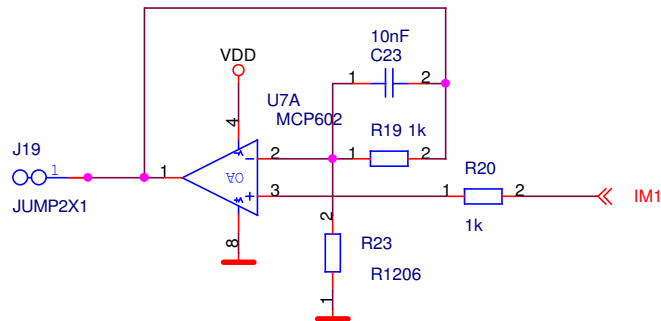 10nF
C23
VDD
1
2
U7A
MCP602
4
R19 1k
J19
1
1
2
1
2
R20
OA
3
1
2
IM1
JUMP2X1
8
2
R23
1k
R1206
1